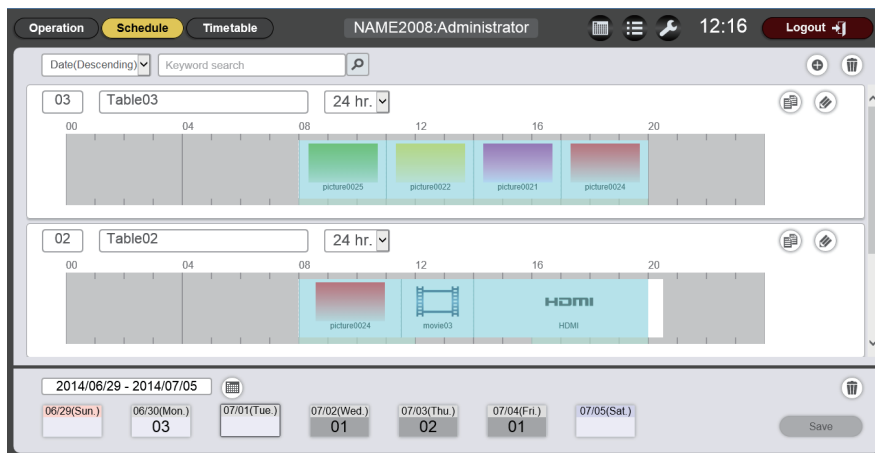 Operation Schedule Timetable NAME2008:Administrator 12:16 Logout
Date(Descending) Keyword search
03 Table03 24 hr.
00 04 08 12 16 20
picture0025 picture0022 picture0021 picture0024
02 Table02 24 hr.
00 04 08 12 16 20
HDMI
picture0024 movie03 HDMI
2014/06/29 - 2014/07/05
06/29(Sun.) 06/30(Mon.) 07/01(Tue.) 07/02(Wed.) 07/03(Thu.) 07/04(Fri.) 07/05(Sat.)
03 01 02 01 Save